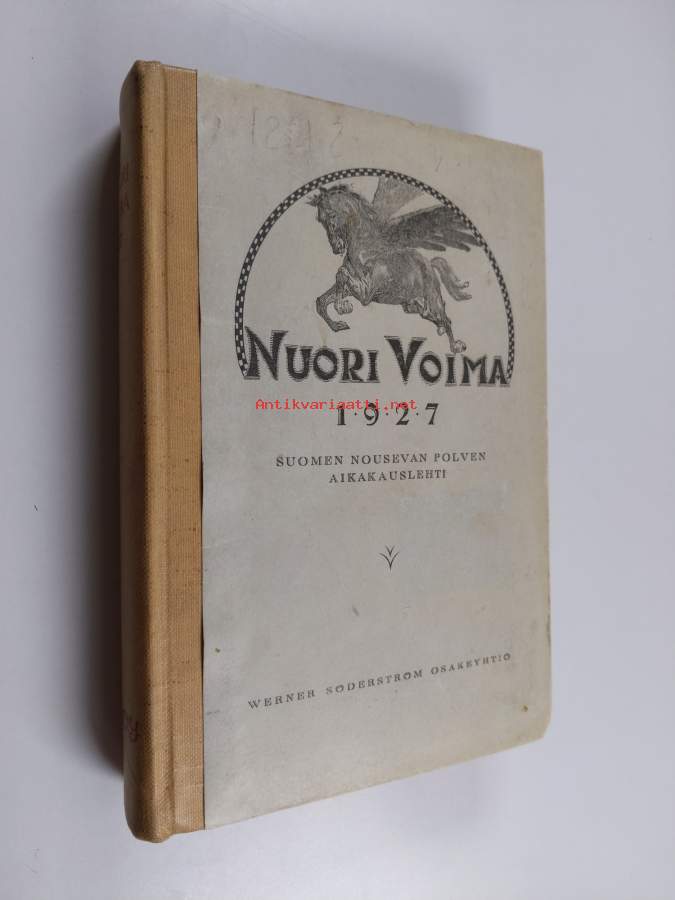 NUORI VOIMA
Antikvariaatti.net
1·9·2·7
SUOMEN NOUSEVAN POLVEN
AIKAKAUSLEHTI
WERNER SÖDERSTRÖM OSAKEYHTIÖ